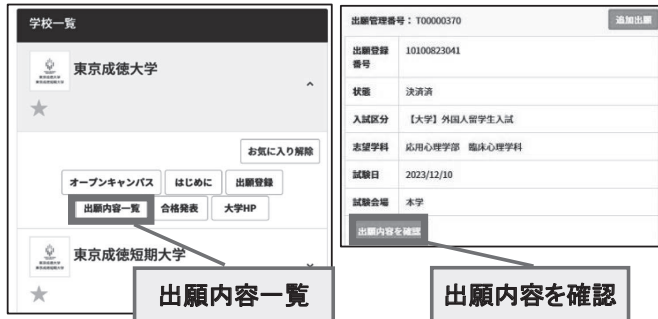 学校一覧
東京成徳大学
お気に入り解除
オープンキャンパス はじめに 出願登録
出願内容一覧 合格発表 大学HP
東京成徳短期大学
出願内容一覧
出願管理番号：T00000370 追加出願
出願登録番号 10100823041
状態 決済済
入試区分 【大学】外国人留学生入試
志望学科 応用心理学部 臨床心理学科
試験日 2023/12/10
試験会場 本学
出願内容を確認
出願内容を確認